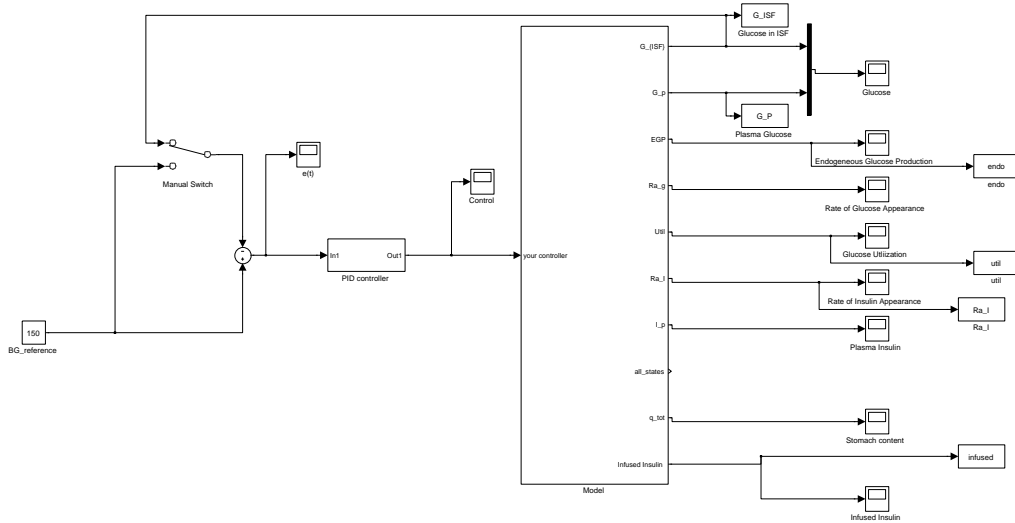 G_ISF
Glucose in ISF
G_(ISF)
Glucose
G_p
G_P
Plasma Glucose
EGP
Endogeneous Glucose Production
endo
endo
Manual Switch
e(t)
Control
Ra_g
Rate of Glucose Appearance
Util
Glucose Utliization
util
util
In1
Out1
PID controller
your controller
Ra_I
Rate of Insulin Appearance
Ra_I
Ra_I
I_p
Plasma Insulin
150
BG_reference
all_states
q_tot
Stomach content
Infused Insulin
infused
Model
Infused Insulin